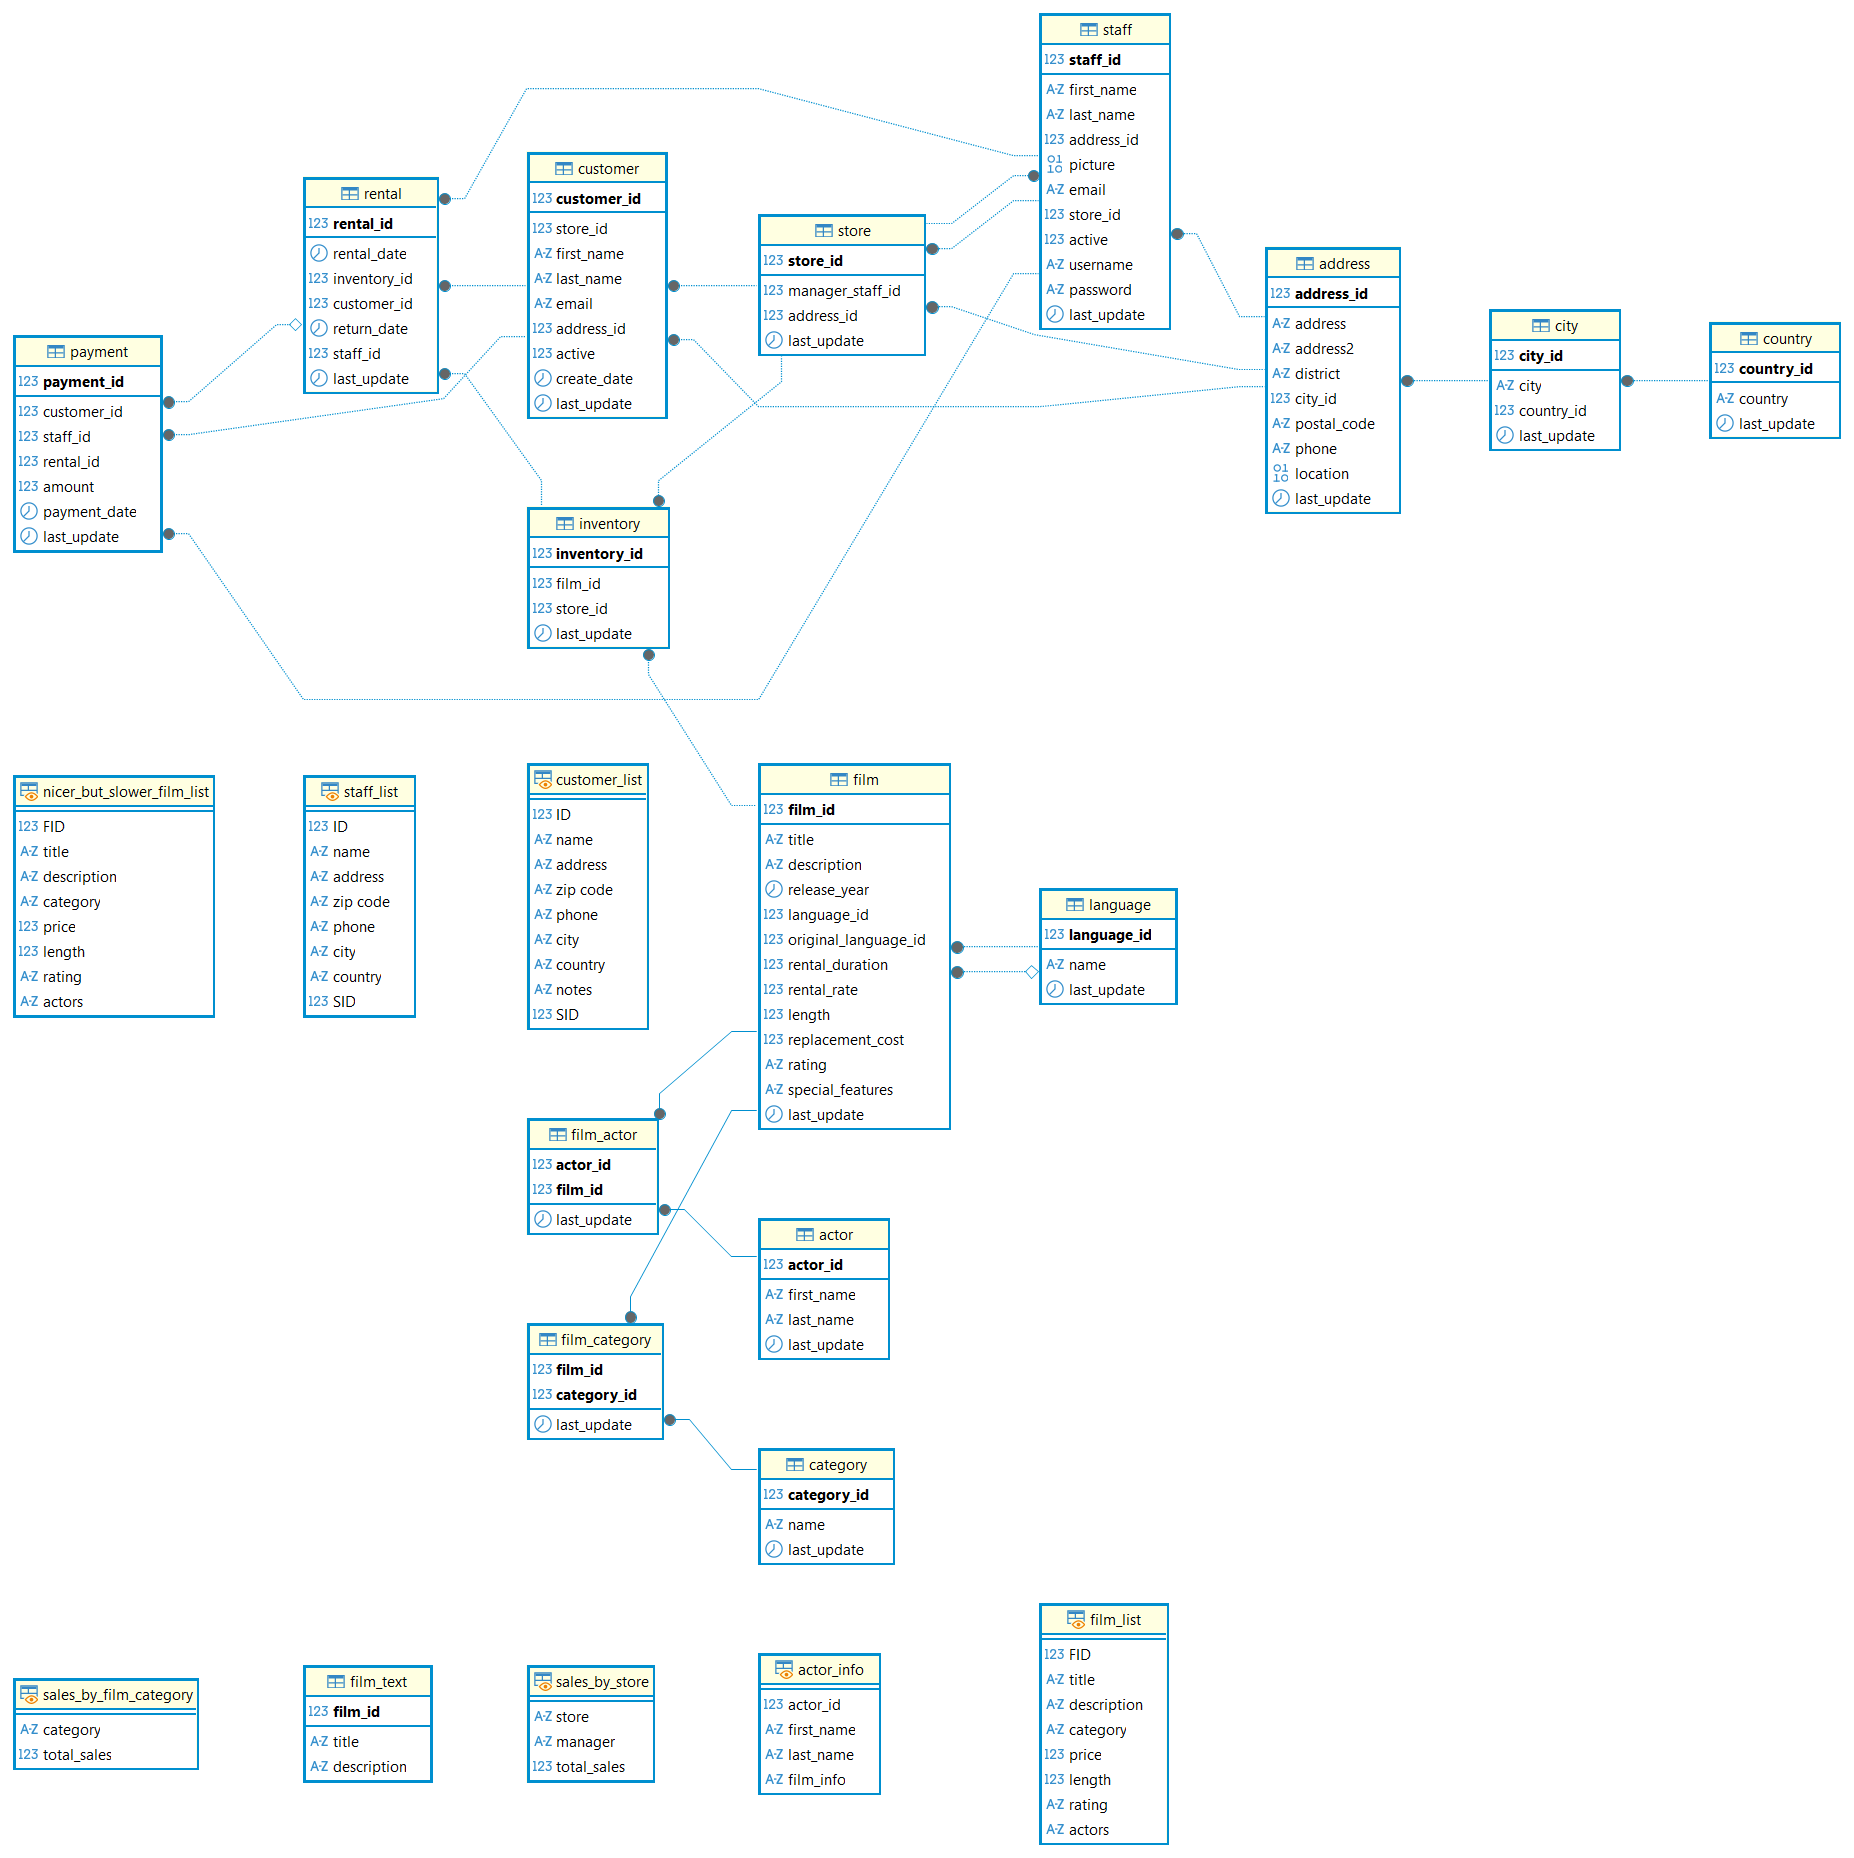 staff
123 staff_id
A-Z first_name
A-Z last_name
123 address_id
01
10 picture
A-Z email
123 store_id
123 active
A-Z username
A-Z password
last_update
customer
123 customer_id
123 store_id
A-Z first_name
A-Z last_name
A-Z email
123 address_id
123 active
create_date
last_update
rental
123 rental_id
rental_date
123 inventory_id
123 customer_id
return_date
123 staff_id
last_update
store
123 store_id
123 manager_staff_id
123 address_id
last_update
address
123 address_id
A-Z address
A-Z address2
A-Z district
123 city_id
A-Z postal_code
A-Z phone
01
10 location
last_update
city
123 city_id
A-Z city
123 country_id
last_update
country
123 country_id
A-Z country
last_update
payment
123 payment_id
123 customer_id
123 staff_id
123 rental_id
123 amount
payment_date
last_update
inventory
123 inventory_id
123 film_id
123 store_id
last_update
nicer_but_slower_film_list
123 FID
A-Z title
A-Z description
A-Z category
123 price
123 length
A-Z rating
A-Z actors
staff_list
123 ID
A-Z name
A-Z address
A-Z zip code
A-Z phone
A-Z city
A-Z country
123 SID
customer_list
123 ID
A-Z name
A-Z address
A-Z zip code
A-Z phone
A-Z city
A-Z country
A-Z notes
123 SID
film
123 film_id
A-Z title
A-Z description
release_year
123 language_id
123 original_language_id
123 rental_duration
123 rental_rate
123 length
123 replacement_cost
A-Z rating
A-Z special_features
last_update
language
123 language_id
A-Z name
last_update
film_actor
123 actor_id
123 film_id
last_update
actor
123 actor_id
A-Z first_name
A-Z last_name
last_update
film_category
123 film_id
123 category_id
last_update
category
123 category_id
A-Z name
last_update
sales_by_film_category
A-Z category
123 total_sales
film_text
123 film_id
A-Z title
A-Z description
sales_by_store
A-Z store
A-Z manager
123 total_sales
actor_info
123 actor_id
A-Z first_name
A-Z last_name
A-Z film_info
film_list
123 FID
A-Z title
A-Z description
A-Z category
123 price
123 length
A-Z rating
A-Z actors